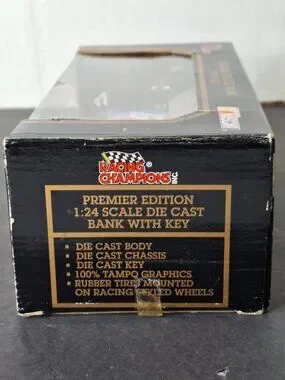 RACING
CHAMPIONS INC.
PREMIER EDITION
1:24 SCALE DIE CAST
BANK WITH KEY
DIE CAST BODY
DIE CAST CHASSIS
DIE CAST KEY
100% TAMPO GRAPHICS
RUBBER TIRES MOUNTED
ON RACING STYLED WHEELS